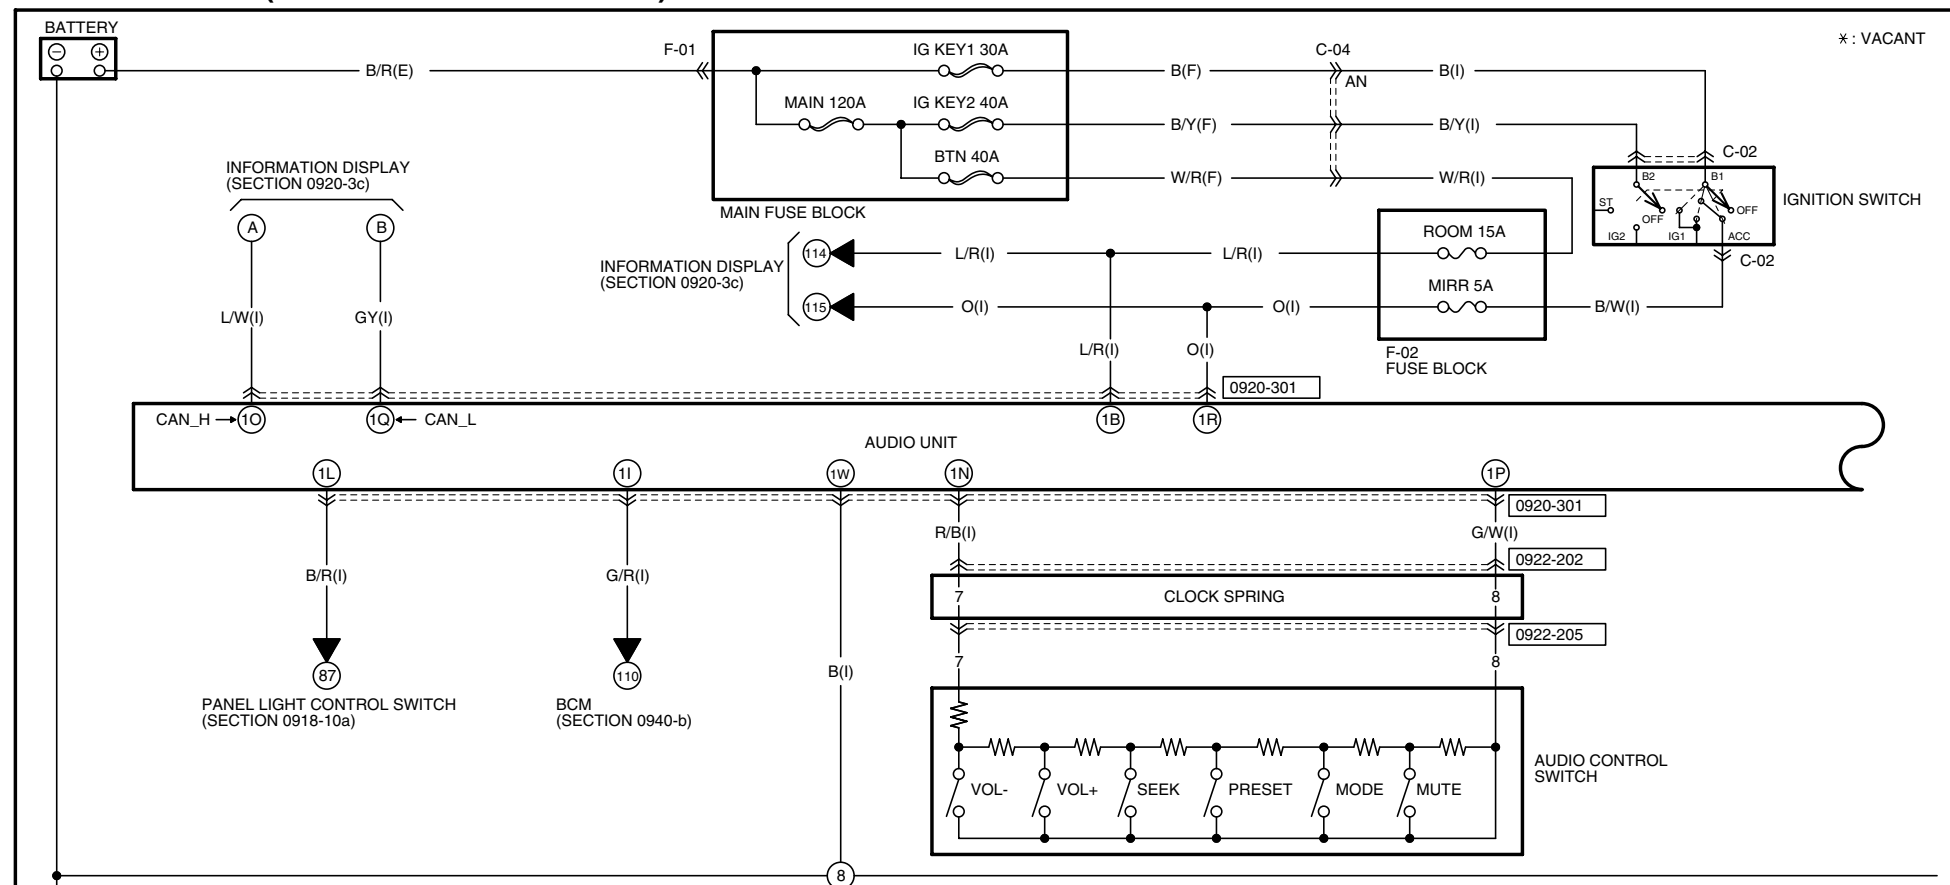 BATTERY
F-01
IG KEY1 30A
C-04
* : VACANT
B/R(E)
B(F)
B(I)
AN
MAIN 120A
IG KEY2 40A
B/Y(F)
B/Y(I)
BTN 40A
C-02
INFORMATION DISPLAY
(SECTION 0920-3c)
W/R(F)
W/R(I)
B2
B1
IGNITION SWITCH
MAIN FUSE BLOCK
ST
OFF
OFF
IG2
IG1
ACC
A
B
ROOM 15A
114
L/R(I)
L/R(I)
C-02
INFORMATION DISPLAY
(SECTION 0920-3c)
MIRR 5A
115
O(I)
O(I)
B/W(I)
L/W(I)
GY(I)
L/R(I)
O(I)
F-02
FUSE BLOCK
0920-301
CAN_H
1O
1Q
CAN_L
1B
1R
AUDIO UNIT
1L
1I
1W
1N
1P
0920-301
R/B(I)
G/W(I)
0922-202
B/R(I)
G/R(I)
7
CLOCK SPRING
8
0922-205
7
8
B(I)
87
110
PANEL LIGHT CONTROL SWITCH
(SECTION 0918-10a)
BCM
(SECTION 0940-b)
AUDIO CONTROL
SWITCH
VOL-
VOL+
SEEK
PRESET
MODE
MUTE
8